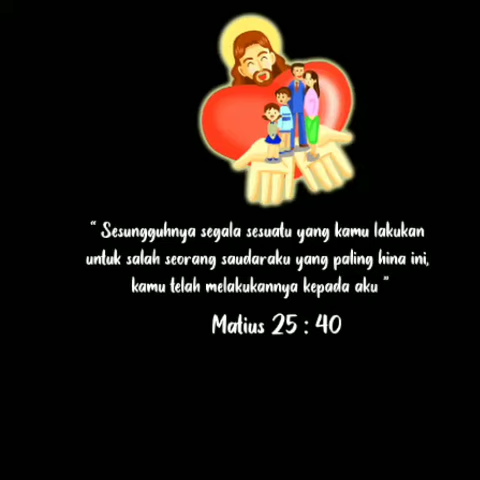 “ Sesungguhnya segala sesuatu yang kamu lakukan
untuk salah seorang saudaraku yang paling hina ini,
kamu telah melakukannya kepada aku ”
Matius 25 : 40